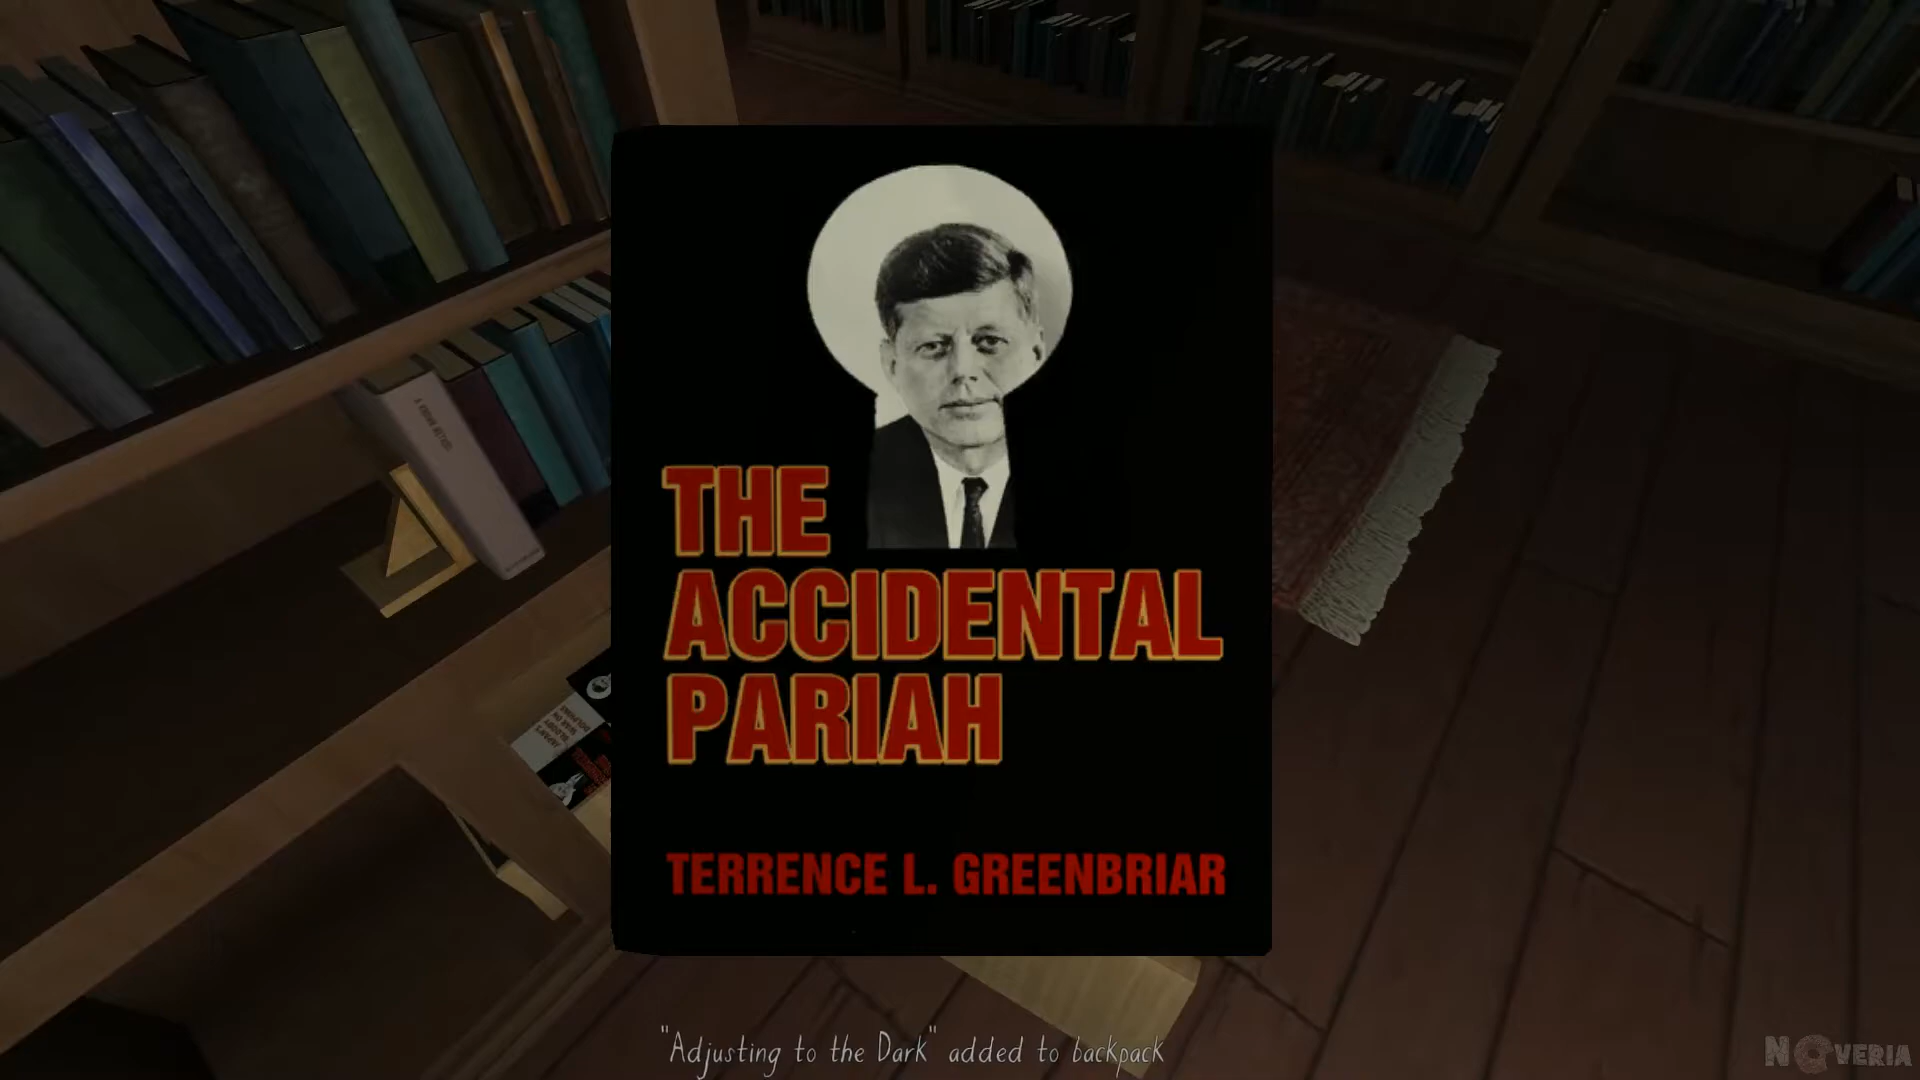 THE
ACCIDENTAL
PARIAH
TERRENCE L. GREENBRIAR
"Adjusting to the Dark" added to backpack
NOVERIA